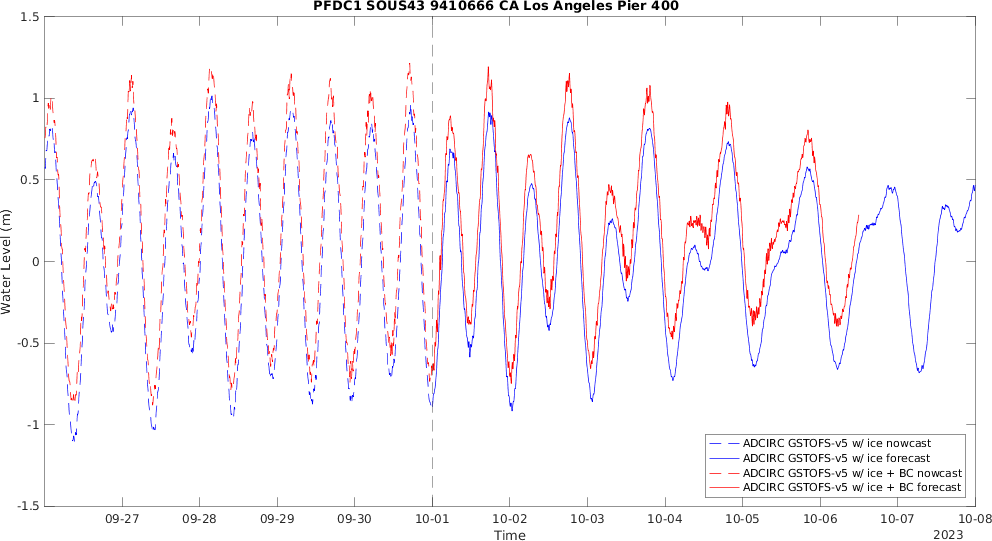 PFDC1 SOUS43 9410666 CA Los Angeles Pier 400
1.5
1
0.5
0
-0.5
-1
-1.5
Water Level (m)
ADCIRC GSTOFS-v5 w/ ice nowcast
ADCIRC GSTOFS-v5 w/ ice forecast
ADCIRC GSTOFS-v5 w/ ice + BC nowcast
ADCIRC GSTOFS-v5 w/ ice + BC forecast
09-27 09-28 09-29 09-30 10-01 10-02 10-03 10-04 10-05 10-06 10-07 10-08
Time
2023